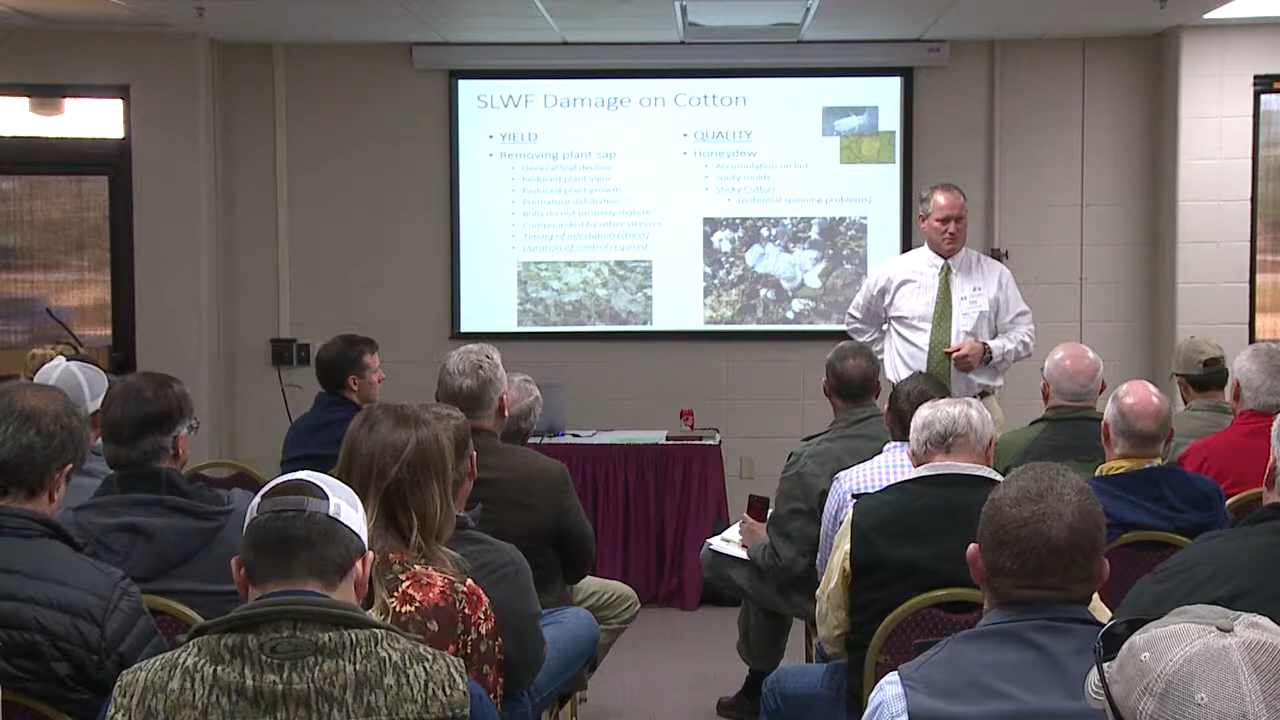 SLWF Damage on Cotton
• YIELD
• Removing plant sap
• General leaf decline
• Reduced plant vigor
• Reduced plant growth
• Premature defoliation
• Bolls do not properly mature
• Compounded by other stresses
• Timing of infestation (stress)
• Duration of control required
• QUALITY
• Honeydew
• Accumulation on lint
• Sooty molds
• Sticky Cotton
• (potential spinning problems)